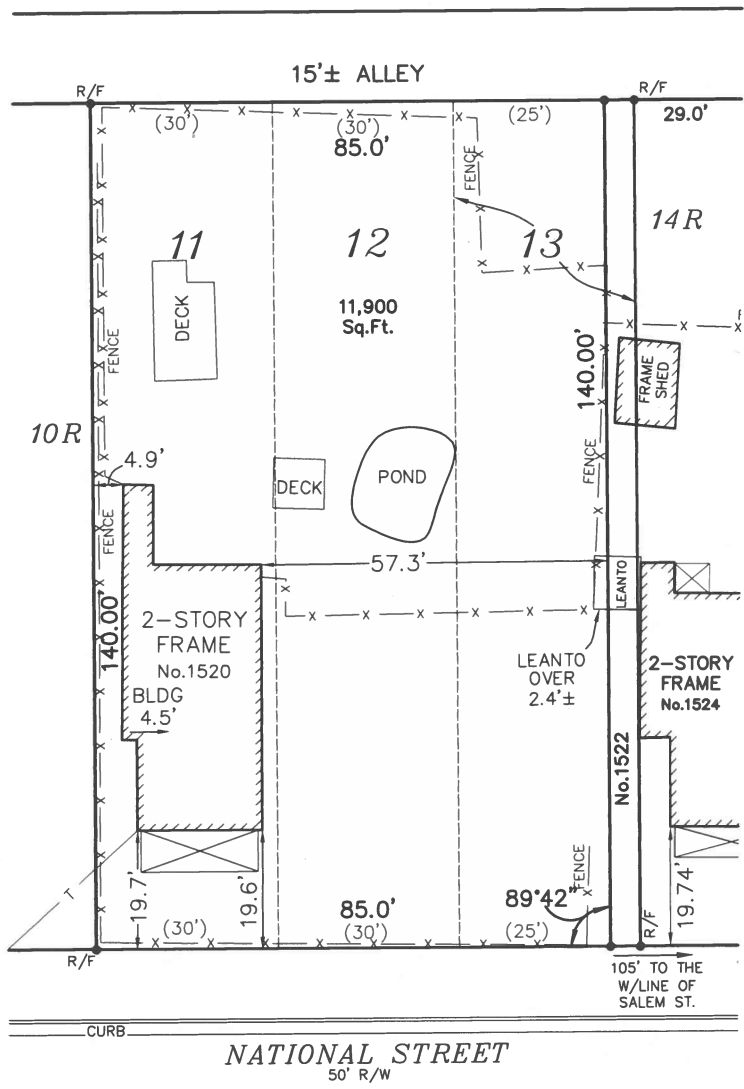 15'± ALLEY
R/F
R/F
(30')
(30')
(25')
29.0'
85.0'
FENCE
11
12
13
14R
DECK
11,900
Sq.Ft.
FENCE
140.00'
FRAME
SHED
10R
4.9'
DECK
POND
FENCE
FENCE
57.3'
LEANTO
140.00'
2-STORY
FRAME
No.1520
LEANTO
OVER
2.4'±
2-STORY
FRAME
No.1524
BLDG
4.5'
No.1522
FENCE
T
19.7'
19.6'
85.0'
89°42"
19.74'
(30')
(30')
(25')
R/F
R/F
105' TO THE
W/LINE OF
SALEM ST.
CURB
NATIONAL STREET
50' R/W